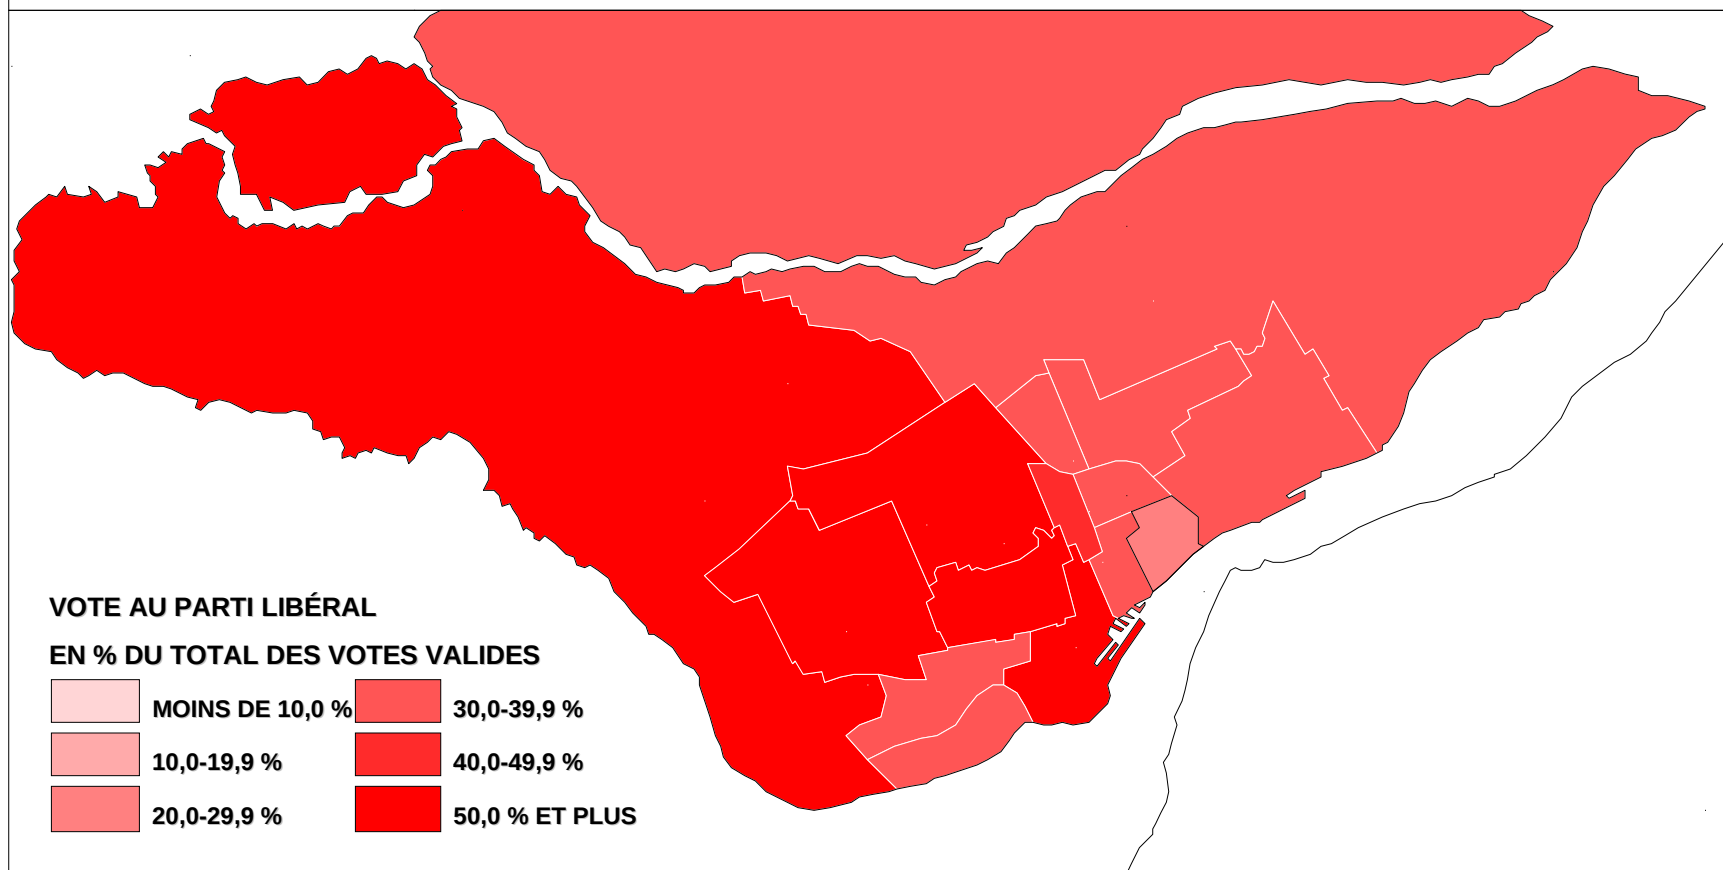 VOTE AU PARTI LIBÉRAL
EN % DU TOTAL DES VOTES VALIDES
MOINS DE 10,0 %
30,0-39,9 %
10,0-19,9 %
40,0-49,9 %
20,0-29,9 %
50,0 % ET PLUS